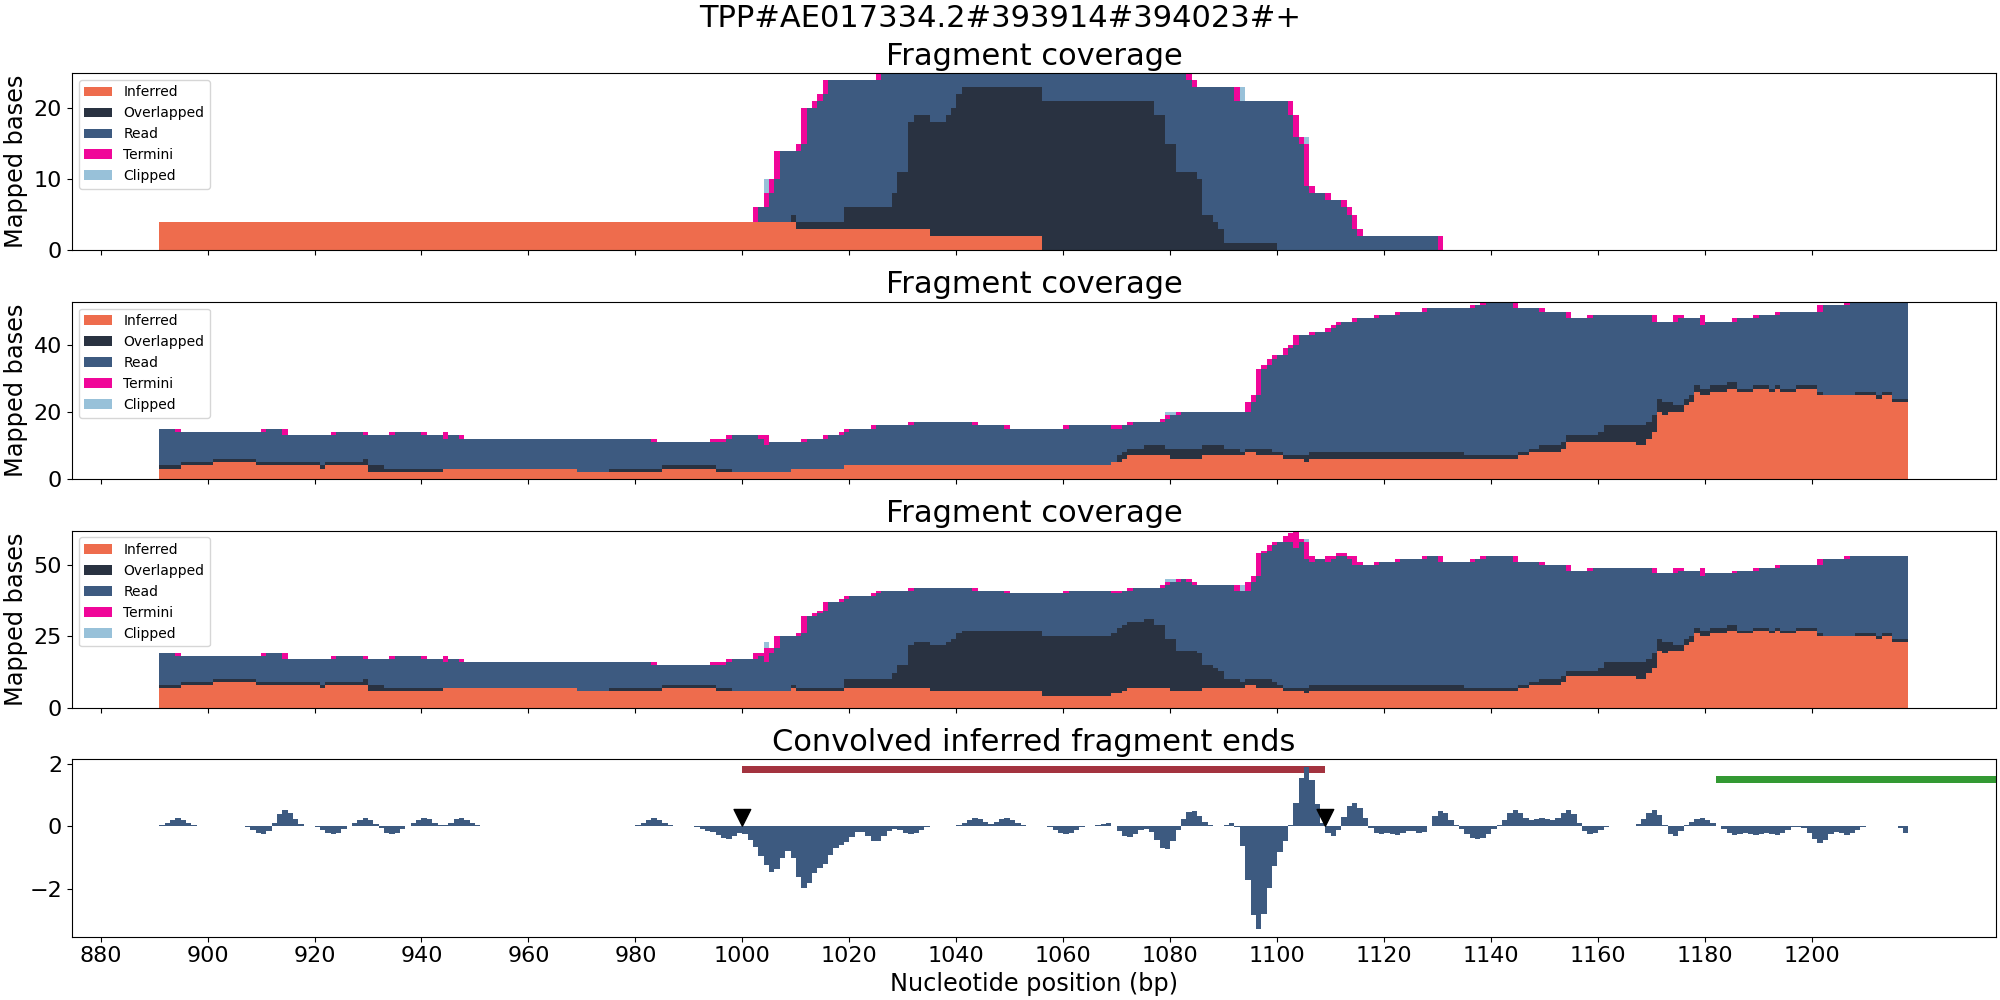 TPP#AE017334.2#393914#394023#+
Fragment coverage
Mapped bases
20
10
0
Inferred
Overlapped
Read
Termini
Clipped
Fragment coverage
Mapped bases
40
20
0
Inferred
Overlapped
Read
Termini
Clipped
Fragment coverage
Mapped bases
50
25
0
Inferred
Overlapped
Read
Termini
Clipped
Convolved inferred fragment ends
2
0
−2
880 900 920 940 960 980 1000 1020 1040 1060 1080 1100 1120 1140 1160 1180 1200
Nucleotide position (bp)